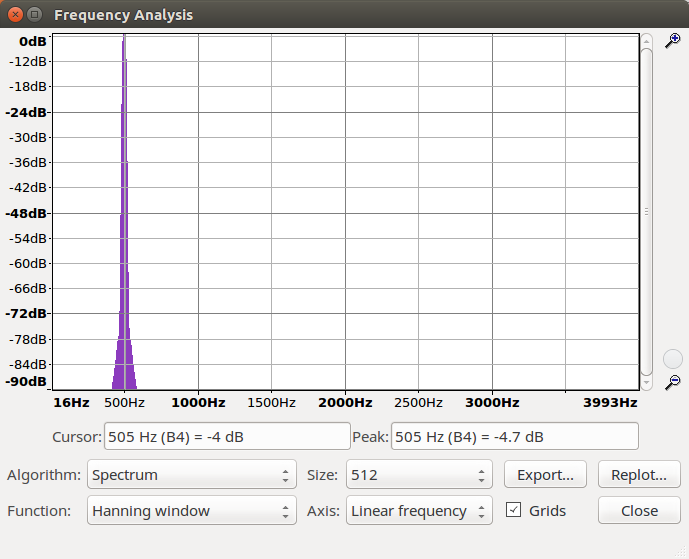 Frequency Analysis
0dB
-12dB
-18dB
-24dB
-30dB
-36dB
-42dB
-48dB
-54dB
-60dB
-66dB
-72dB
-78dB
-84dB
-90dB
16Hz 500Hz 1000Hz 1500Hz 2000Hz 2500Hz 3000Hz 3993Hz
Cursor: 505 Hz (B4) = -4 dB Peak: 505 Hz (B4) = -4.7 dB
Algorithm: Spectrum Size: 512 Export... Replot...
Function: Hanning window Axis: Linear frequency Grids Close